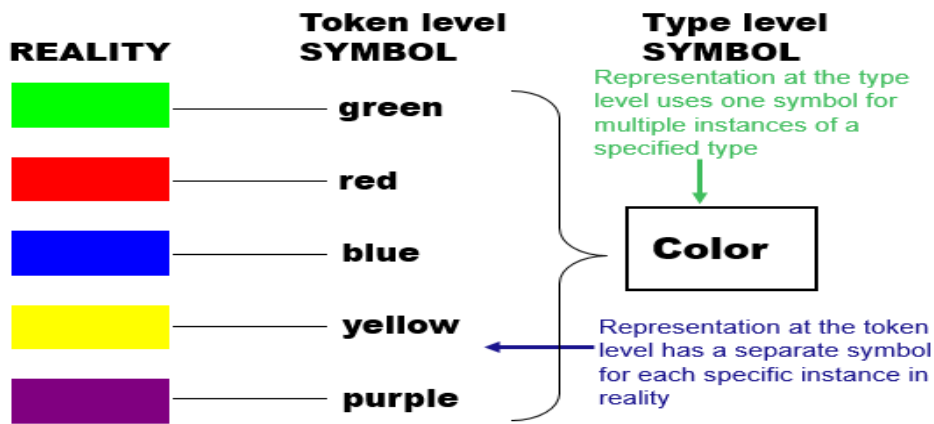 REALITY
Token level
SYMBOL
Type level
SYMBOL
Representation at the type
level uses one symbol for
multiple instances of a
specified type
green
red
blue
yellow
purple
Color
Representation at the token
level has a separate symbol
for each specific instance in
reality